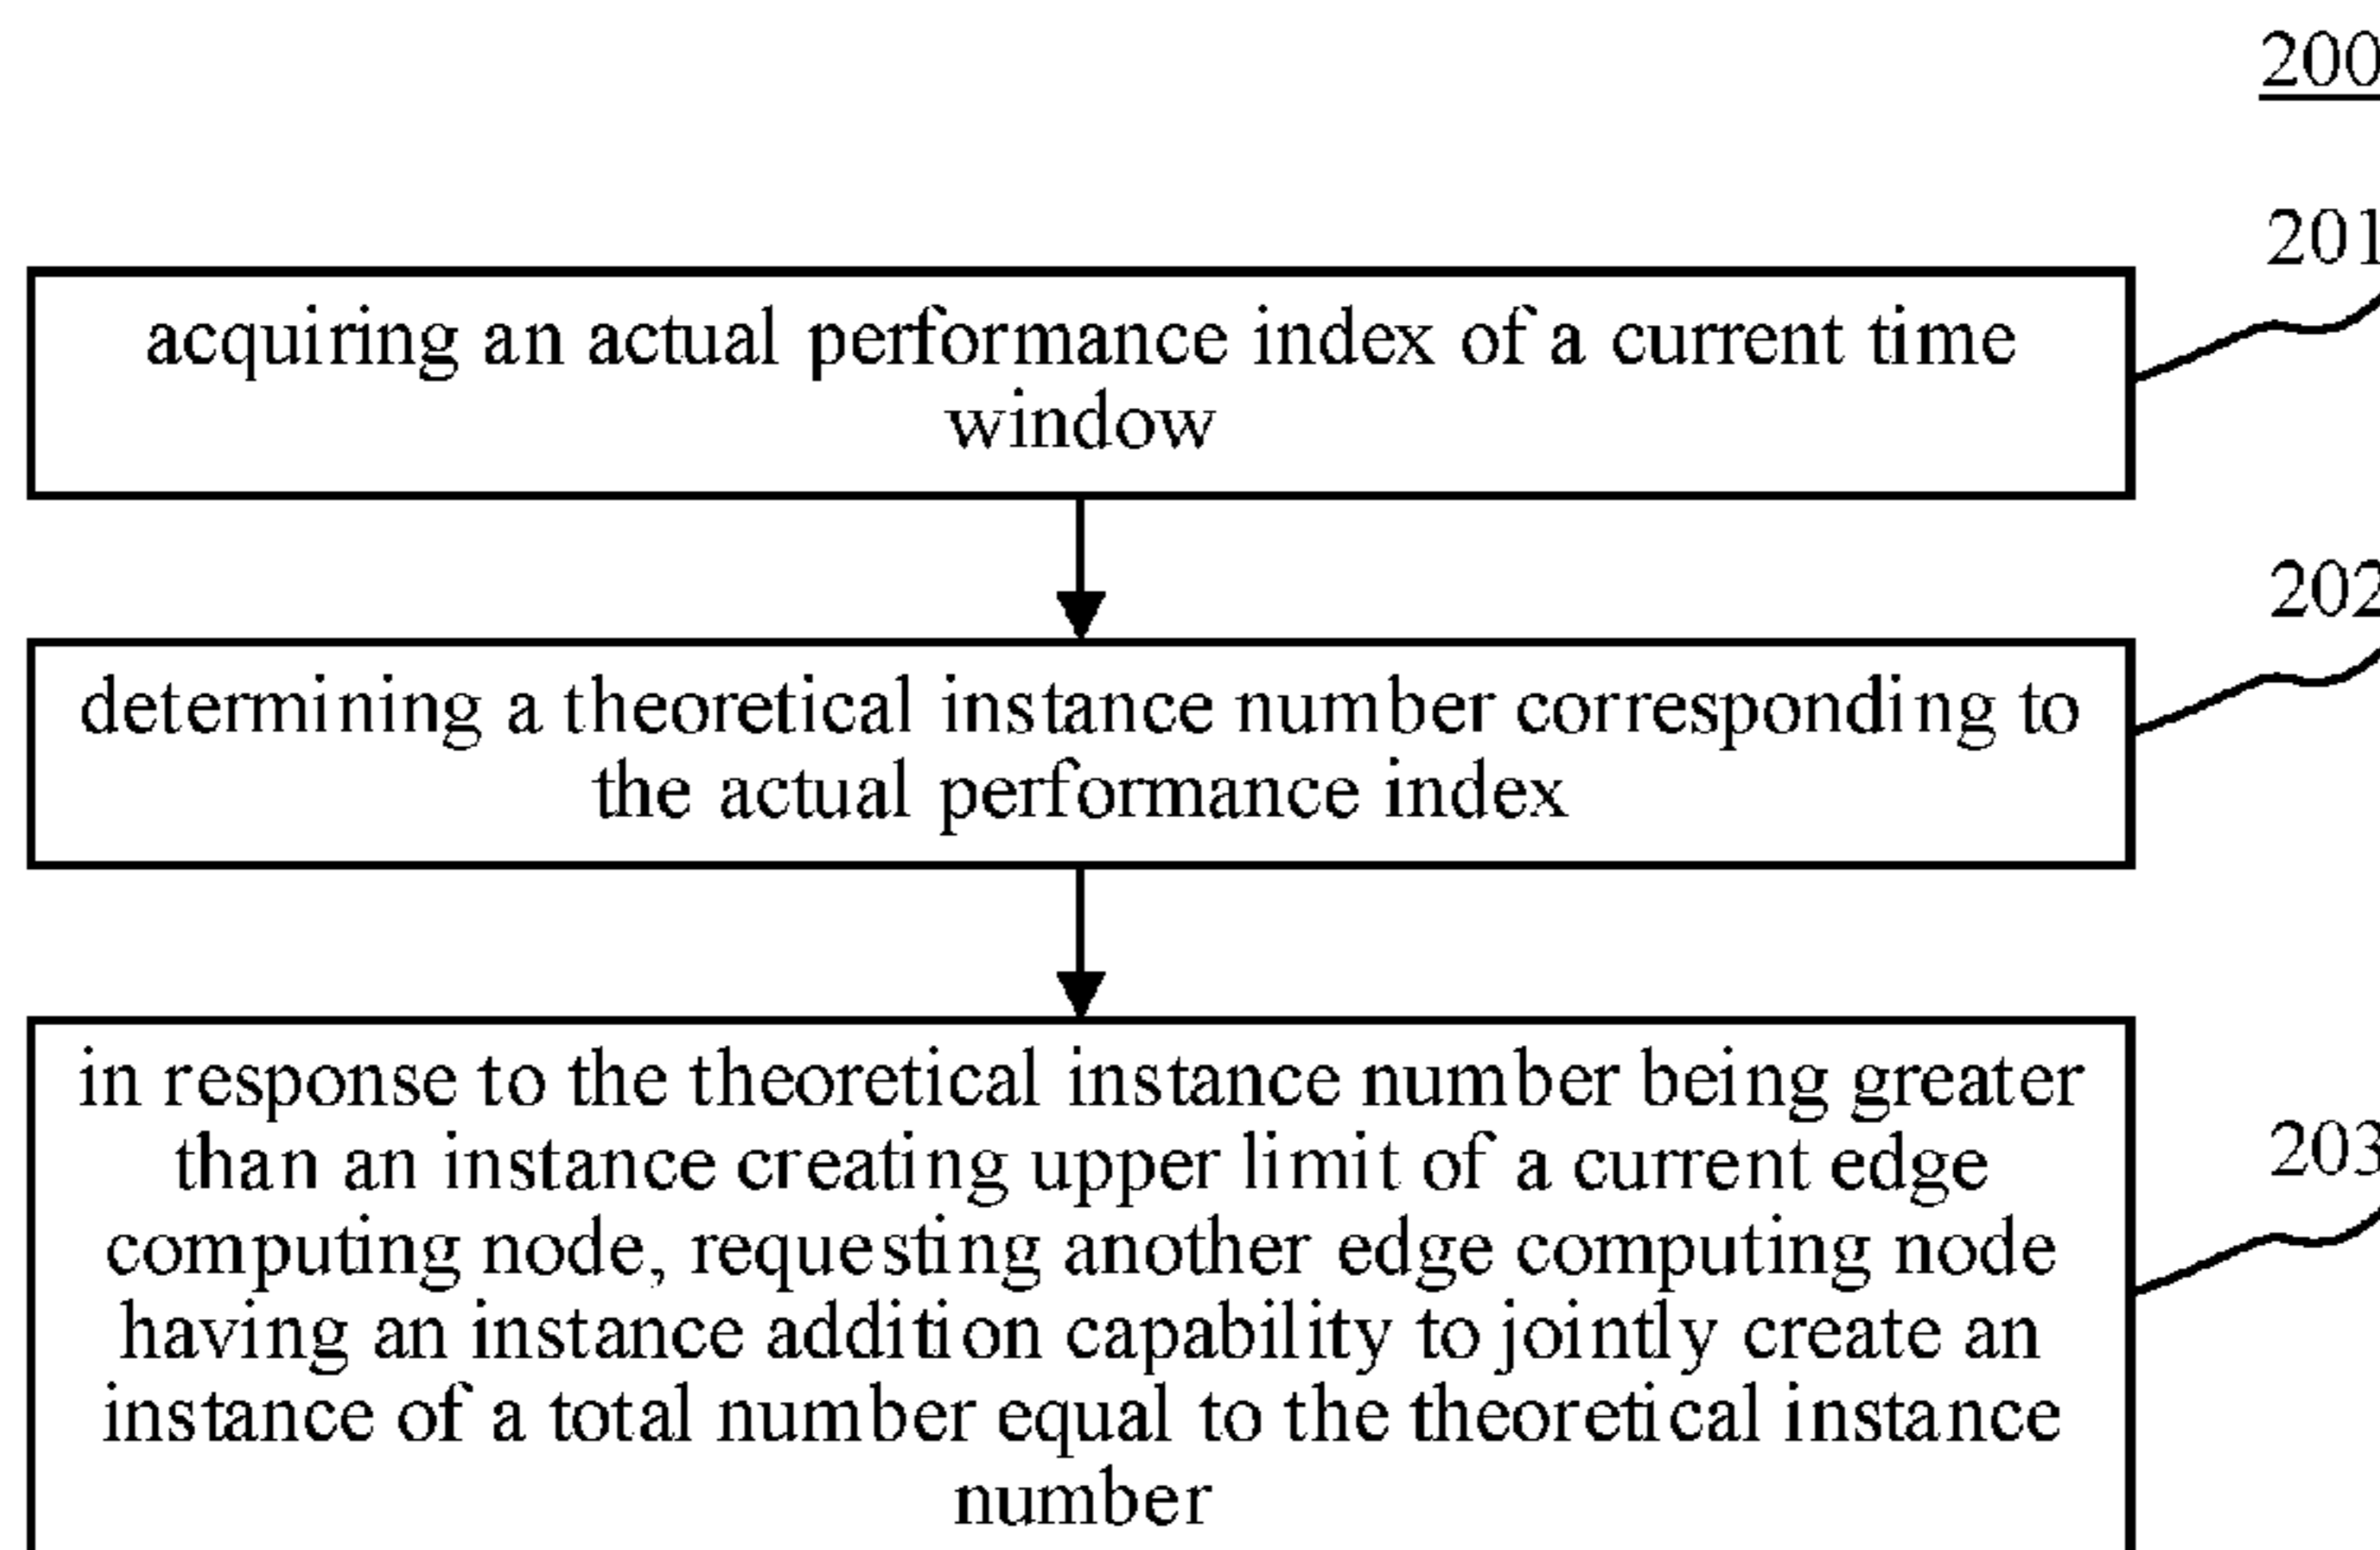 200
201
acquiring an actual performance index of a current time
window
202
determining a theoretical instance number corresponding to
the actual performance index
in response to the theoretical instance number being greater
than an instance creating upper limit of a current edge
203
computing node, requesting another edge computing node
having an instance addition capability to jointly create an
instance of a total number equal to the theoretical instance
number